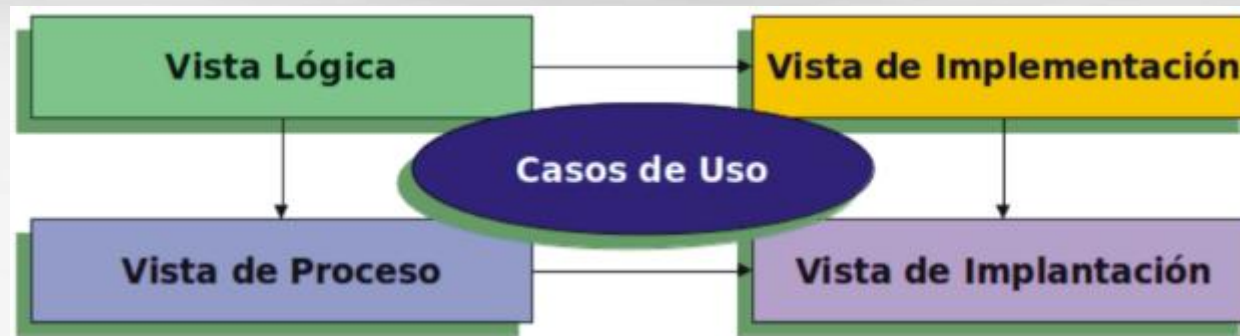 Vista Lógica
Vista de Implementación
Casos de Uso
Vista de Proceso
Vista de Implantación